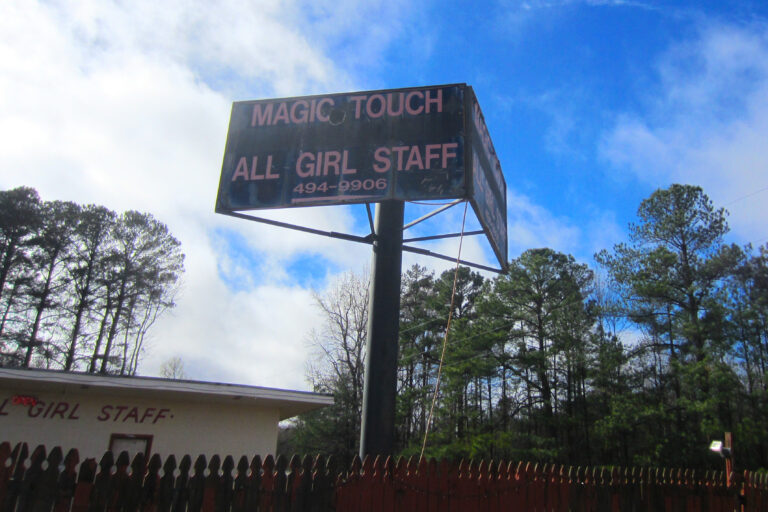 MAGIC TOUCH
ALL GIRL STAFF
494-9906
GIRL STAFF